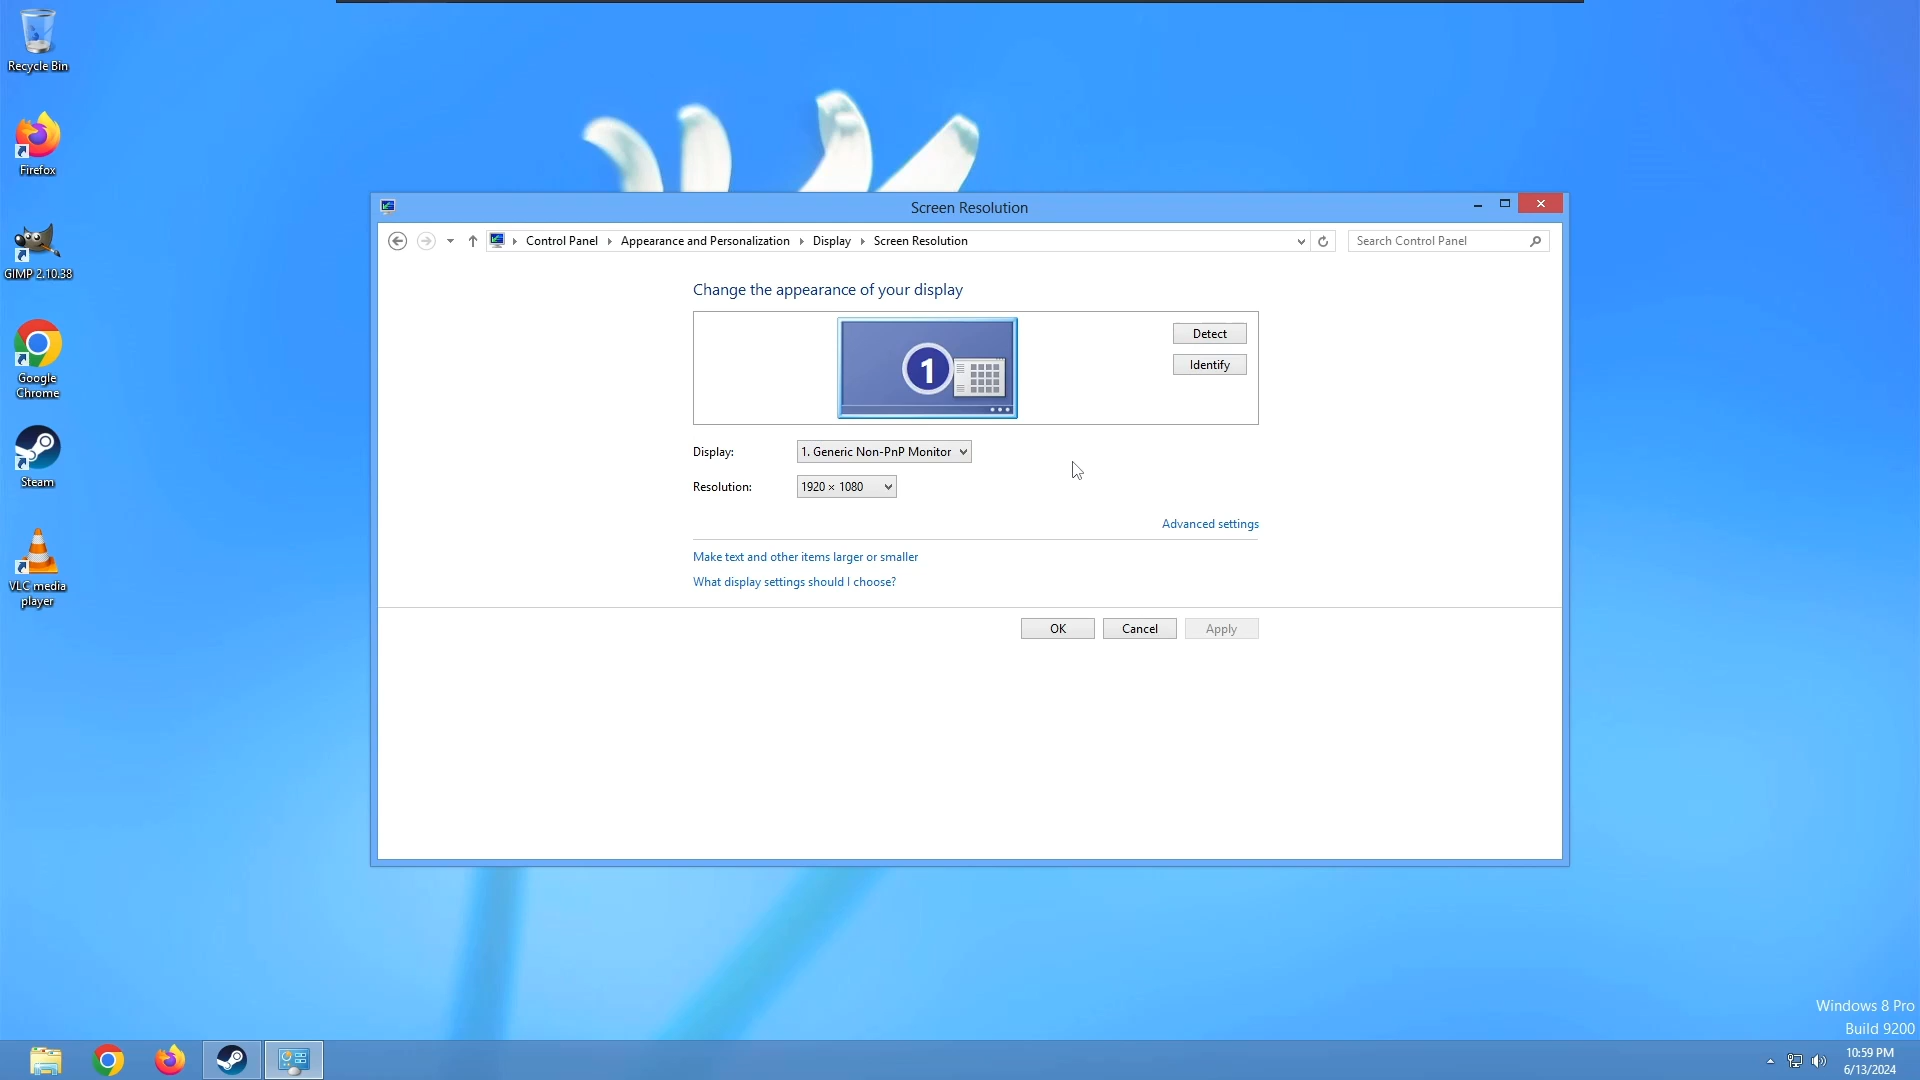 Recycle Bin
Firefox
GIMP 2.10.38
Google
Chrome
Steam
VLC media
player
Screen Resolution
Control Panel
Appearance and Personalization
Display
Screen Resolution
Search Control Panel
Change the appearance of your display
1
Detect
Identify
Display:
1. Generic Non-PnP Monitor
Resolution:
1920 × 1080
Advanced settings
Make text and other items larger or smaller
What display settings should I choose?
OK
Cancel
Apply
Windows 8 Pro
Build 9200
10:59 PM
6/13/2024